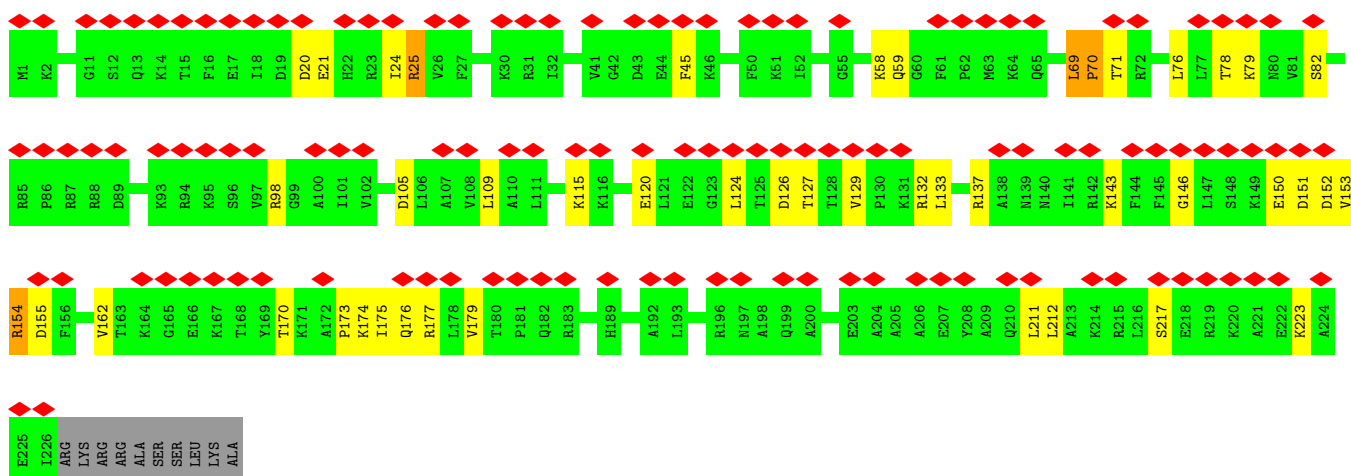 M1 K2 G11 S12 Q13 K14 T15 F16 E17 I18 D19 D20 E21 H22 R23 I24 R25 V26 F27 K30 R31 I32 V41 G42 D43 E44 F45 K46 F50 K51 I52 G55 K58 Q59 G60 F61 P62 M63 K64 Q65 L69 P70 T71 R72 L76 L77 T78 K79 N80 V81 S82
R85 P86 R87 R88 D89 K93 R94 K95 S96 V97 R98 G99 A100 I101 V102 D105 L106 A107 V108 L109 A110 L111 K115 K116 E120 L121 E122 G123 L124 T125 D126 T127 T128 V129 P130 K131 R132 L133 R137 A138 N139 N140 I141 R142 K143 F144 F145 G146 L147 S148 K149 E150 D151 D152 V153
R154 D155 F156 V162 T163 K164 G165 E166 K167 T168 Y169 T170 K171 A172 P173 K174 I175 Q176 R177 L178 V179 T180 P181 Q182 R183 H189 A192 L193 R196 N197 A198 Q199 A200 E203 A204 A205 A206 E207 Y208 A209 Q210 L211 L212 A213 K214 R215 L216 S217 E218 R219 K220 A221 E222 K223 A224
E225 I226 ARG LYS ARG ARG ALA SER SER LEU LYS ALA